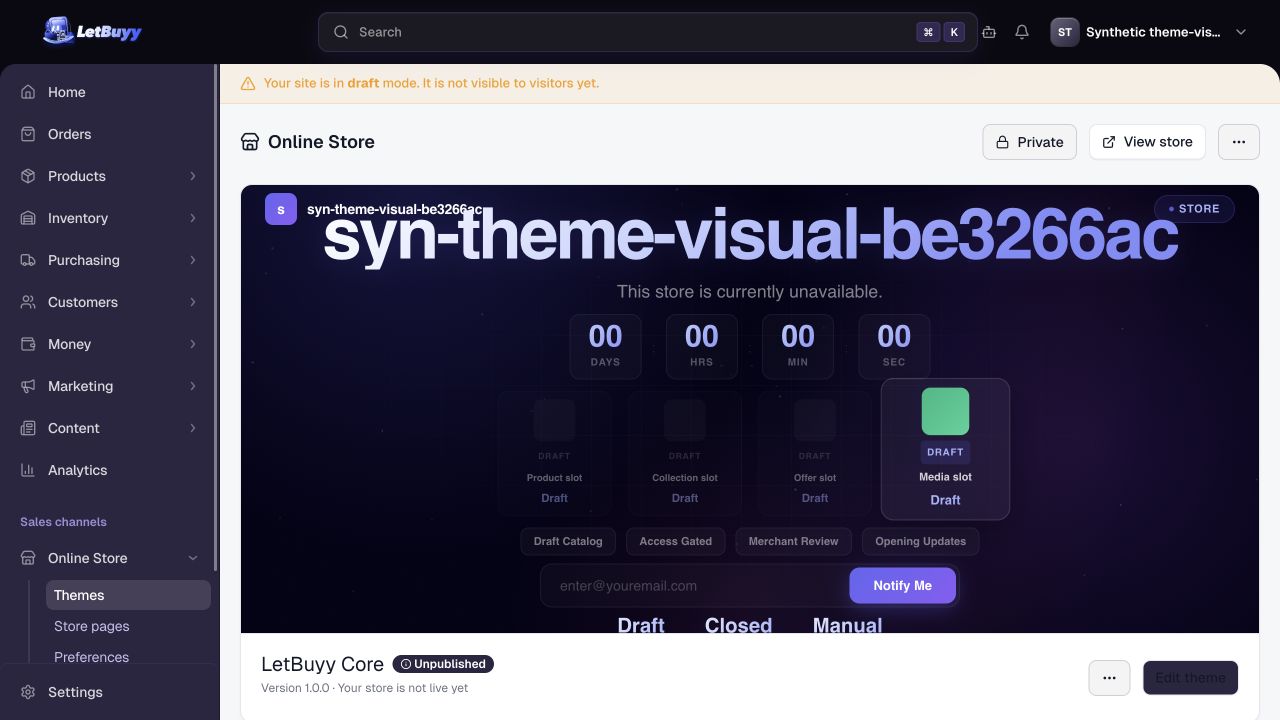 LetBuyy
Search
⌘ K
ST Synthetic theme-vis...
Home
Orders
Products
Inventory
Purchasing
Customers
Money
Marketing
Content
Analytics
Sales channels
Online Store
Themes
Store pages
Preferences
Settings
Your site is in draft mode. It is not visible to visitors yet.
Online Store
Private
View store
s syn-theme-visual-be3266ac
STORE
syn-theme-visual-be3266ac
This store is currently unavailable.
00 : 00 : 00 : 00
DAYS HRS MIN SEC
DRAFT DRAFT DRAFT DRAFT
Product slot Collection slot Offer slot Media slot
Draft Draft Draft Draft
Draft Catalog Access Gated Merchant Review Opening Updates
enter@youremail.com Notify Me
Draft Closed Manual
LetBuyy Core Unpublished
Version 1.0.0 · Your store is not live yet
Edit theme